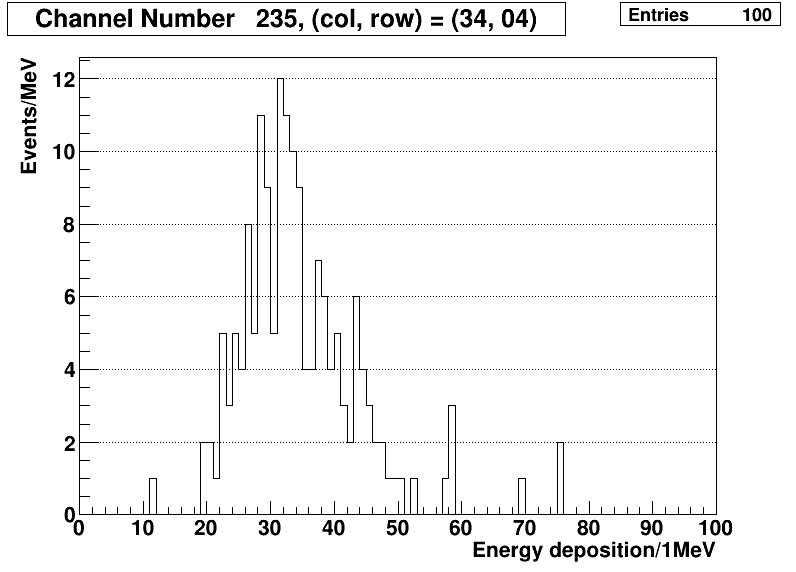 Channel Number 235, (col, row) = (34, 04)
Entries 100
Events/MeV
12
10
8
6
4
2
0
0 10 20 30 40 50 60 70 80 90 100
Energy deposition/1MeV